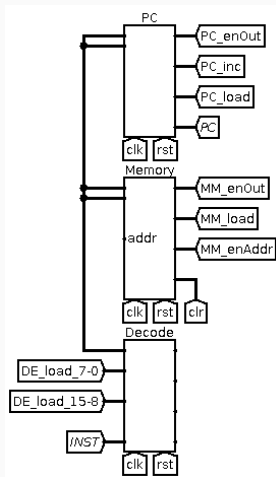 PC
PC_enOut
PC_inc
PC_load
PC
clk rst
Memory
MM_enOut
MM_load
addr
MM_enAddr
clk rst clr
Decode
DE_load_7-0
DE_load_15-8
INST
clk rst